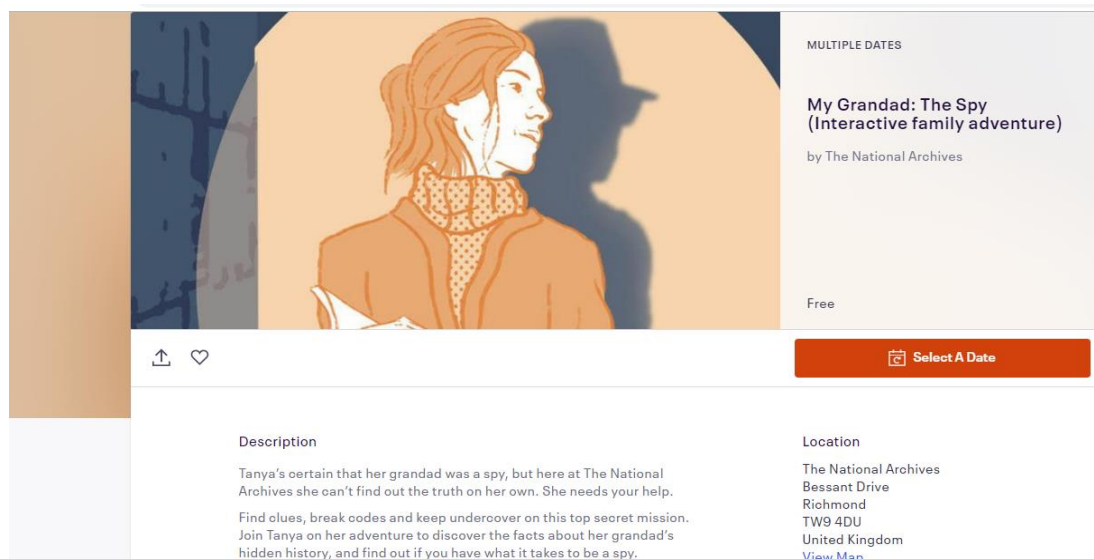 MULTIPLE DATES
My Grandad: The Spy
(Interactive family adventure)
by The National Archives
Free
Select A Date
Description
Tanya's certain that her grandad was a spy, but here at The National
Archives she can't find out the truth on her own. She needs your help.
Find clues, break codes and keep undercover on this top secret mission.
Join Tanya on her adventure to discover the facts about her grandad's
hidden history, and find out if you have what it takes to be a spy.
Location
The National Archives
Bessant Drive
Richmond
TW9 4DU
United Kingdom
View Map